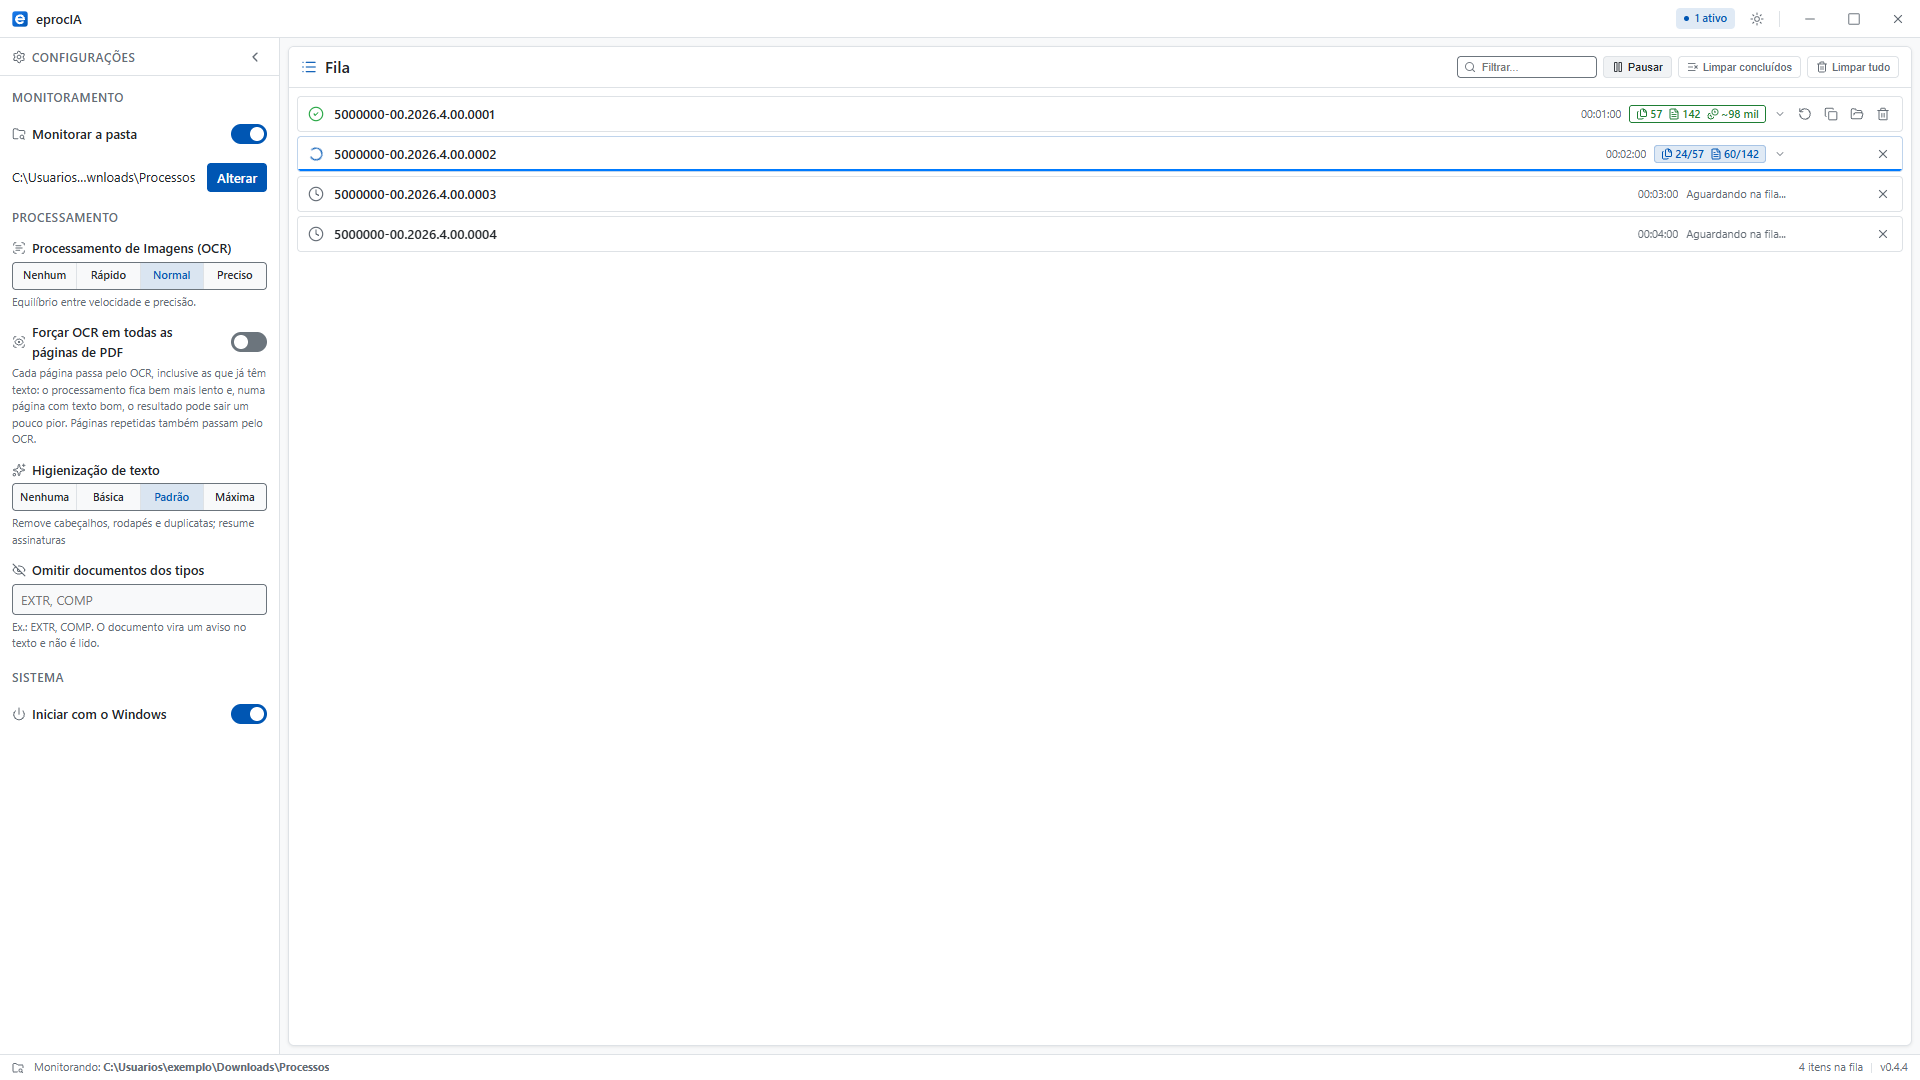 eprocIA
1 ativo
CONFIGURAÇÕES
MONITORAMENTO
Monitorar a pasta
C:\Usuarios...wnloads\Processos
Alterar
PROCESSAMENTO
Processamento de Imagens (OCR)
Nenhum Rápido Normal Preciso
Equilíbrio entre velocidade e precisão.
Forçar OCR em todas as
páginas de PDF
Cada página passa pelo OCR, inclusive as que já têm
texto: o processamento fica bem mais lento e, numa
página com texto bom, o resultado pode sair um
pouco pior. Páginas repetidas também passam pelo
OCR.
Higienização de texto
Nenhuma Básica Padrão Máxima
Remove cabeçalhos, rodapés e duplicatas; resume
assinaturas
Omitir documentos dos tipos
EXTR, COMP
Ex.: EXTR, COMP. O documento vira um aviso no
texto e não é lido.
SISTEMA
Iniciar com o Windows
Fila
Filtrar... Pausar Limpar concluídos Limpar tudo
5000000-00.2026.4.00.0001 00:01:00 57 142 ~98 mil
5000000-00.2026.4.00.0002 00:02:00 24/57 60/142
5000000-00.2026.4.00.0003 00:03:00 Aguardando na fila...
5000000-00.2026.4.00.0004 00:04:00 Aguardando na fila...
Monitorando: C:\Usuarios\exemplo\Downloads\Processos
4 itens na fila v0.4.4